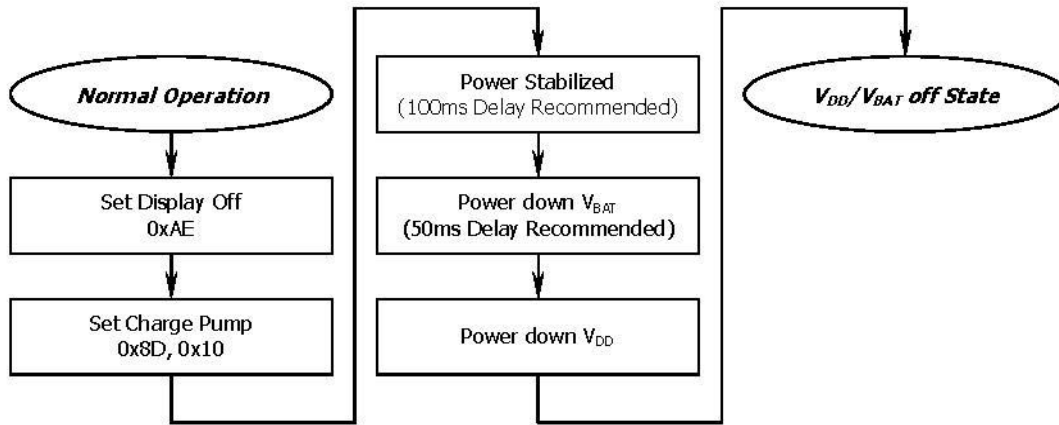 Normal Operation
Set Display Off
0xAE
Set Charge Pump
0x8D, 0x10
Power Stabilized
(100ms Delay Recommended)
Power down VBAT
(50ms Delay Recommended)
Power down VDD
VDD/VBAT off State